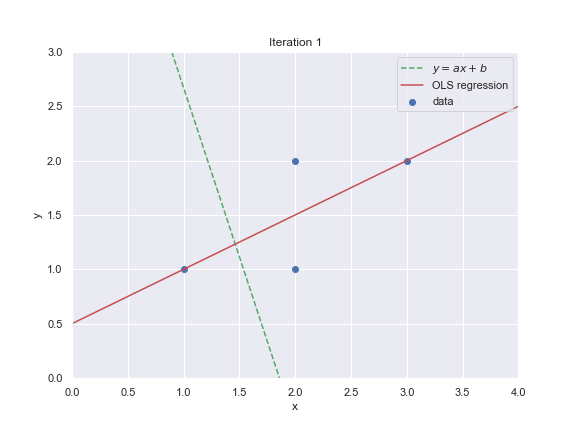 Iteration 1
y = ax + b
OLS regression
data
3.0
2.5
2.0
1.5
1.0
0.5
0.0
y
0.0 0.5 1.0 1.5 2.0 2.5 3.0 3.5 4.0
x